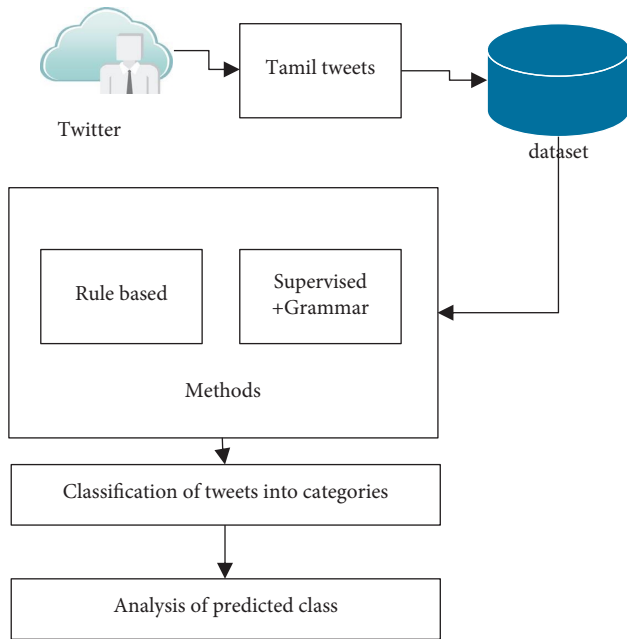 Tamil tweets
Twitter
dataset
Rule based
Supervised
+Grammar
Methods
Classification of tweets into categories
Analysis of predicted class